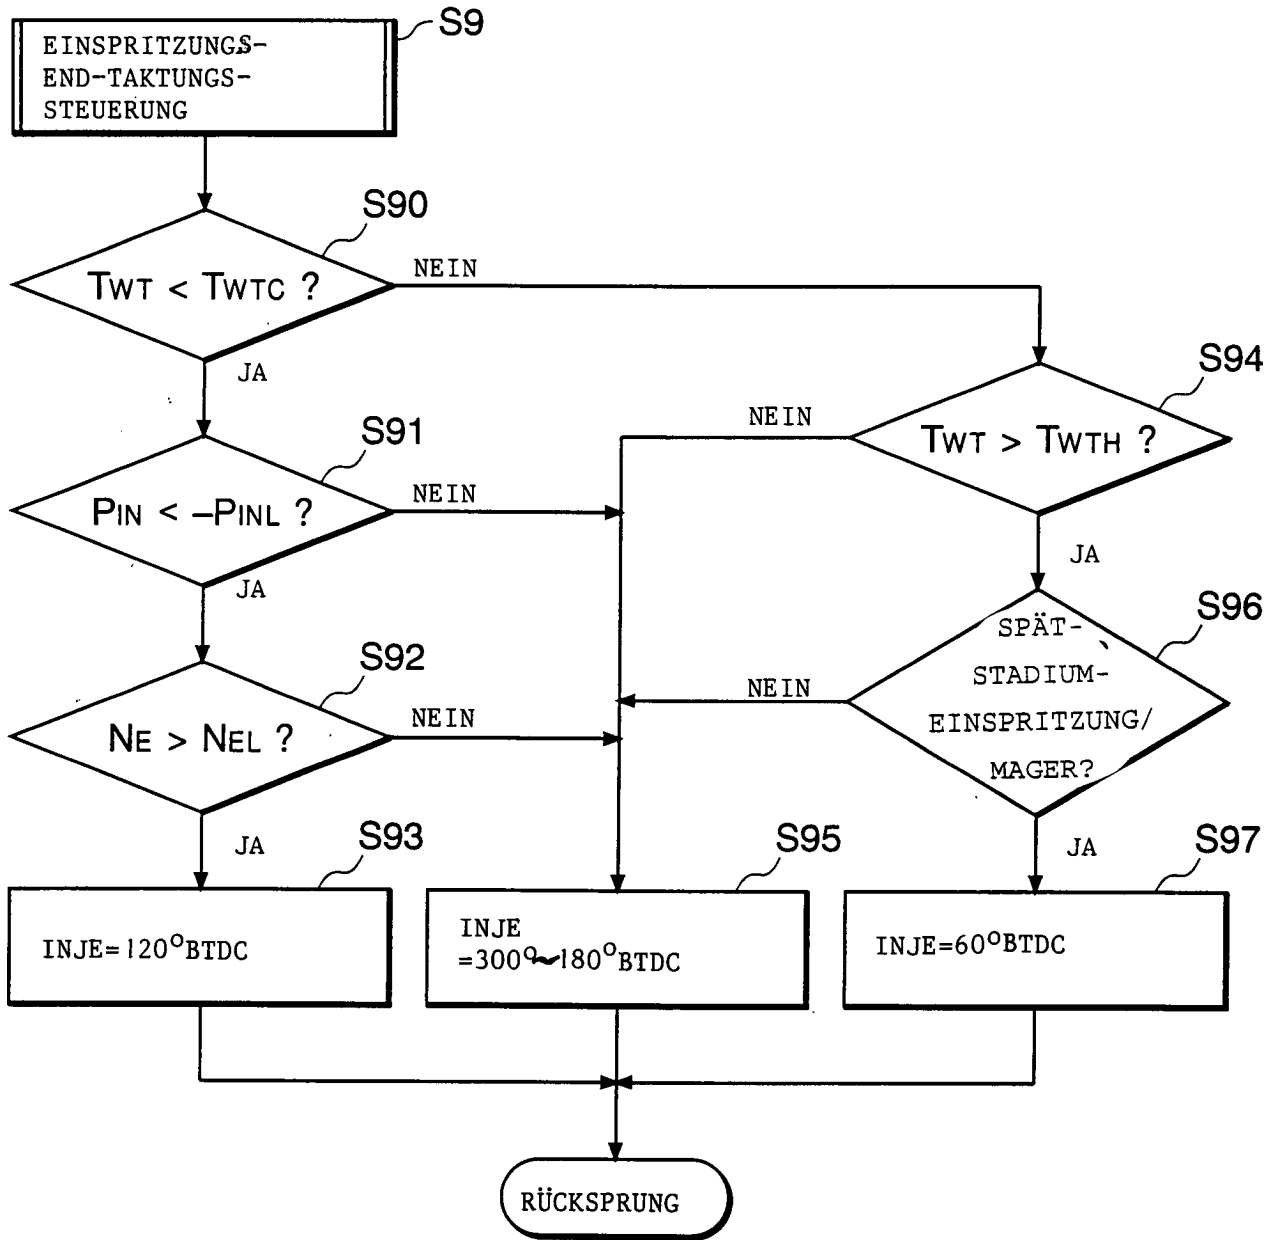 S9
EINSPRITZUNGS-
END-TAKTUNGS-
STEUERUNG
S90
TWT < TWTC ?
NEIN
JA
S94
TWT > TWTH ?
NEIN
JA
S91
PIN < –PINL ?
NEIN
JA
S96
SPÄT-
STADIUM-
EINSPRITZUNG/
MAGER?
NEIN
JA
S92
NE > NEL ?
NEIN
JA
S93
INJE=120°BTDC
S95
INJE
=300°~180°BTDC
S97
INJE=60°BTDC
RÜCKSPRUNG